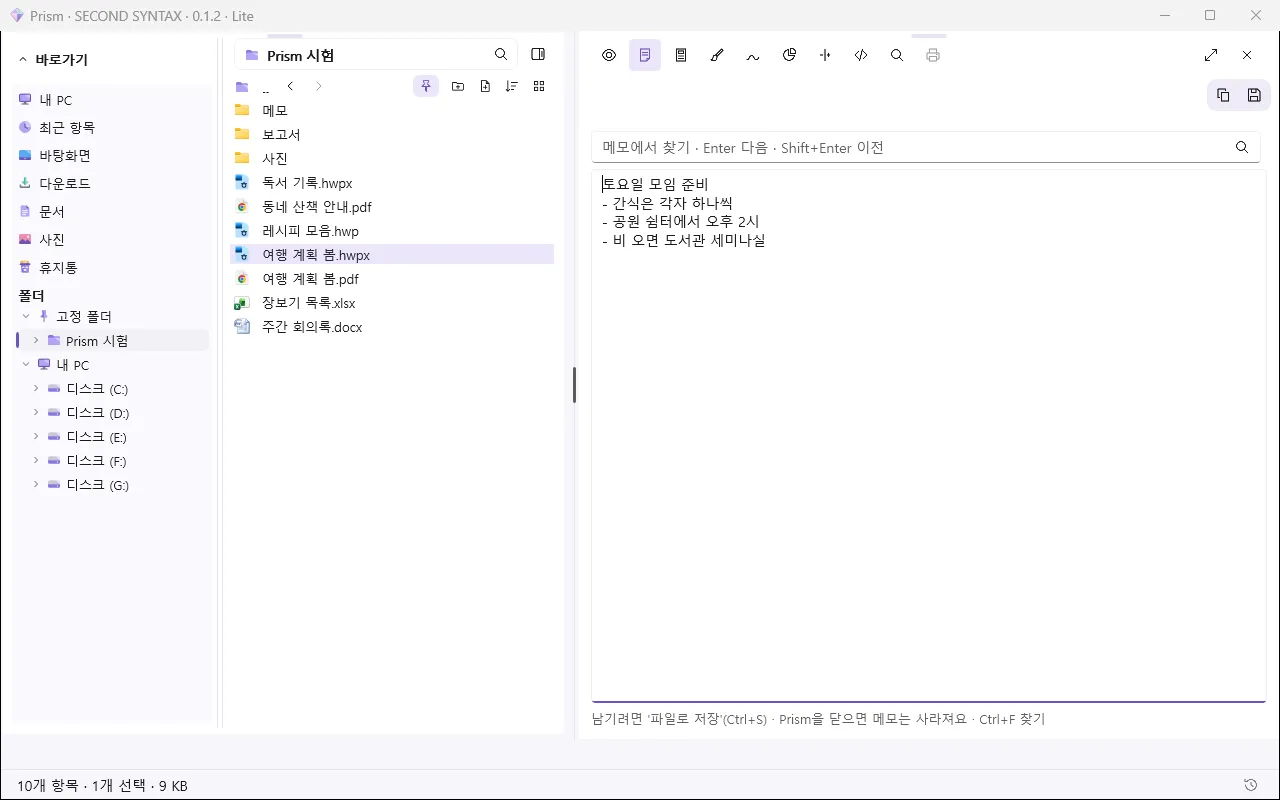 Prism · SECOND SYNTAX · 0.1.2 · Lite
바로가기
내 PC
최근 항목
바탕화면
다운로드
문서
사진
휴지통
폴더
고정 폴더
Prism 시험
내 PC
디스크 (C:)
디스크 (D:)
디스크 (E:)
디스크 (F:)
디스크 (G:)
Prism 시험
..
메모
보고서
사진
독서 기록.hwpx
동네 산책 안내.pdf
레시피 모음.hwp
여행 계획 봄.hwpx
여행 계획 봄.pdf
장보기 목록.xlsx
주간 회의록.docx
메모에서 찾기 · Enter 다음 · Shift+Enter 이전
토요일 모임 준비
- 간식은 각자 하나씩
- 공원 쉼터에서 오후 2시
- 비 오면 도서관 세미나실
남기려면 '파일로 저장'(Ctrl+S) · Prism을 닫으면 메모는 사라져요 · Ctrl+F 찾기
10개 항목 · 1개 선택 · 9 KB